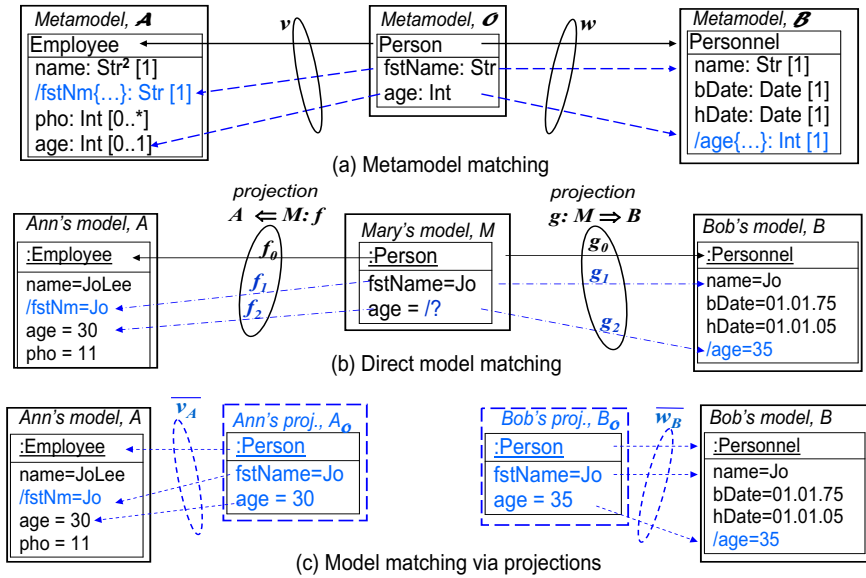 Metamodel, A
Employee
name: Str² [1]
/fstNm{...}: Str [1]
pho: Int [0..*]
age: Int [0..1]
v
Metamodel, O
Person
fstName: Str
age: Int
w
Metamodel, B
Personnel
name: Str [1]
bDate: Date [1]
hDate: Date [1]
/age{...}: Int [1]
(a) Metamodel matching
Ann's model, A
:Employee
name=JoLee
/fstNm=Jo
age = 30
pho = 11
projection
A ⇐ M: f
f0
f1
f2
Mary's model, M
:Person
fstName=Jo
age = /?
projection
g: M ⇒ B
g0
g1
g2
Bob's model, B
:Personnel
name=Jo
bDate=01.01.75
hDate=01.01.05
/age=35
(b) Direct model matching
Ann's model, A
:Employee
name=JoLee
/fstNm=Jo
age = 30
pho = 11
v̅A̅
Ann's proj., Ao
:Person
fstName=Jo
age = 30
Bob's proj., Bo
:Person
fstName=Jo
age = 35
w̅B̅
Bob's model, B
:Personnel
name=Jo
bDate=01.01.75
hDate=01.01.05
/age=35
(c) Model matching via projections